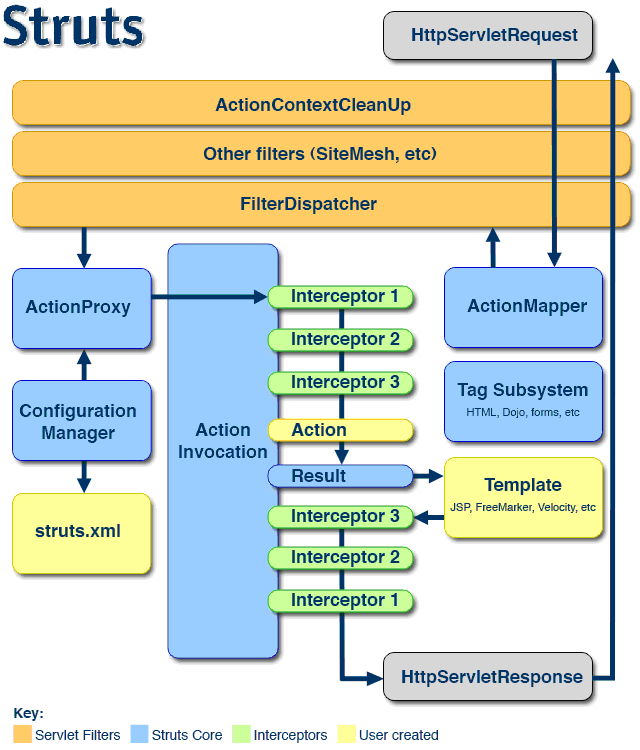 Struts
HttpServletRequest
ActionContextCleanUp
Other filters (SiteMesh, etc)
FilterDispatcher
ActionProxy
Interceptor 1
ActionMapper
Interceptor 2
Interceptor 3
Tag Subsystem
HTML, Dojo, forms, etc
Configuration
Manager
Action
Invocation
Action
Result
Template
JSP, FreeMarker, Velocity, etc
struts.xml
Interceptor 3
Interceptor 2
Interceptor 1
HttpServletResponse
Key:
Servlet Filters
Struts Core
Interceptors
User created